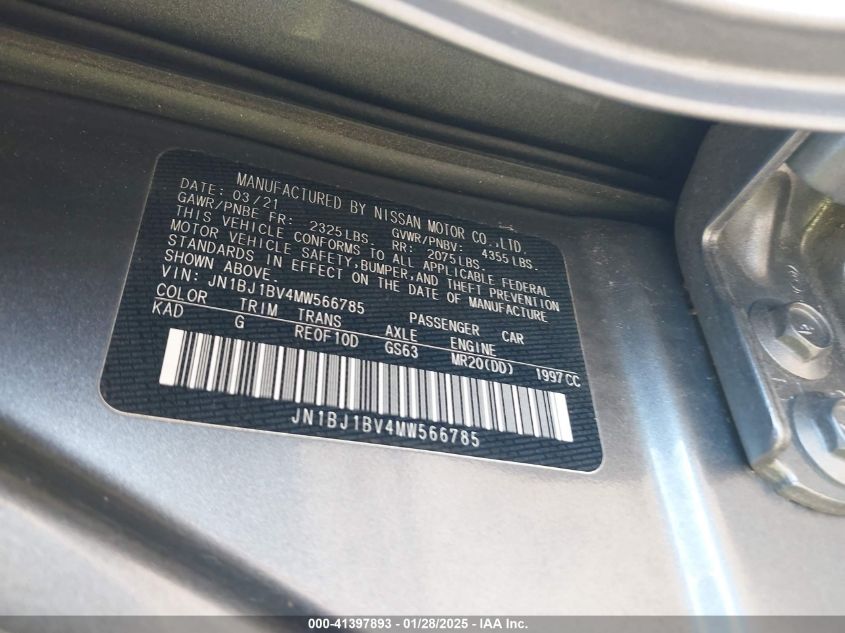 MANUFACTURED BY NISSAN MOTOR CO.,LTD.
DATE: 03/21
GAWR/PNBE FR: 2325LBS. GVWR/PNBV: 4355LBS.
RR: 2075LBS.
THIS VEHICLE CONFORMS TO ALL APPLICABLE FEDERAL
MOTOR VEHICLE SAFETY,BUMPER,AND THEFT PREVENTION
STANDARDS IN EFFECT ON THE DATE OF MANUFACTURE
SHOWN ABOVE.
VIN: JN1BJ1BV4MW566785 PASSENGER CAR
COLOR TRIM TRANS AXLE ENGINE
KAD G RE0F10D GS63 MR20(DD) 1997CC
JN1BJ1BV4MW566785
000-41397893 - 01/28/2025 - IAA Inc.